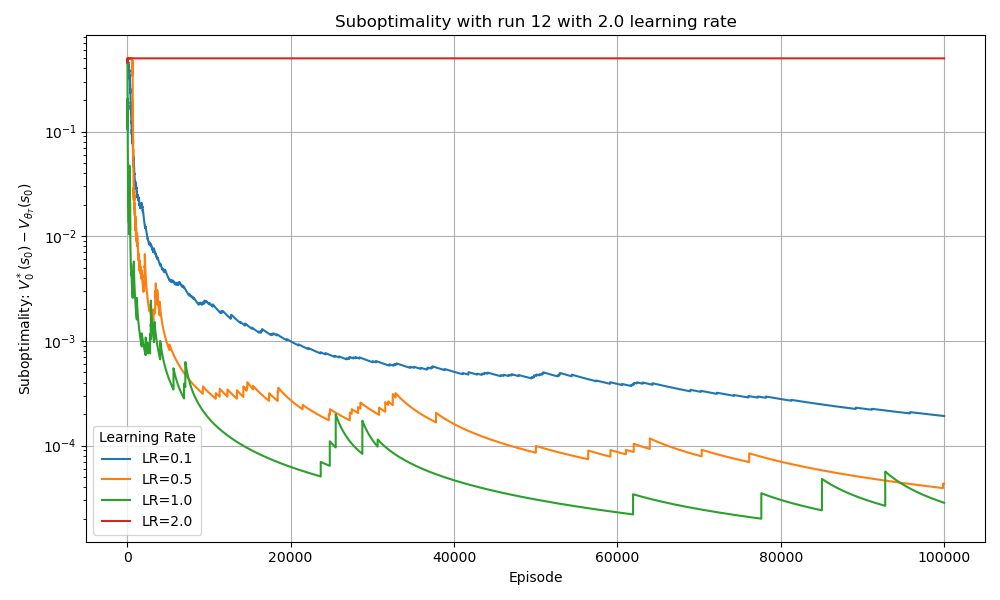 Suboptimality with run 12 with 2.0 learning rate
Suboptimality: $V_0^*(s_0) - V_{\theta_T}(s_0)$
10⁻¹
10⁻²
10⁻³
10⁻⁴
Learning Rate
LR=0.1
LR=0.5
LR=1.0
LR=2.0
0
20000
40000
60000
80000
100000
Episode